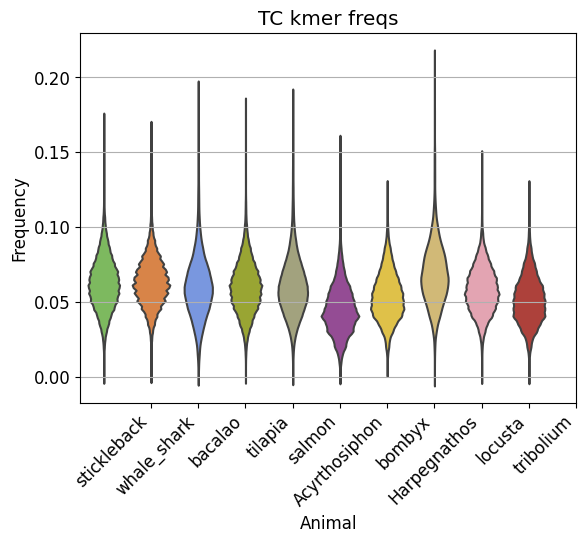 TC kmer freqs
Frequency
0.20
0.15
0.10
0.05
0.00
stickleback
whale_shark
bacalao
tilapia
salmon
Acyrthosiphon
bombyx
Harpegnathos
locusta
tribolium
Animal